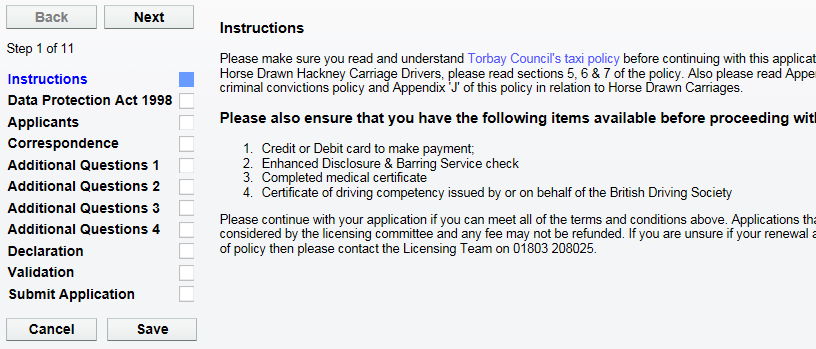 Back
Next
Step 1 of 11
Instructions
Data Protection Act 1998
Applicants
Correspondence
Additional Questions 1
Additional Questions 2
Additional Questions 3
Additional Questions 4
Declaration
Validation
Submit Application
Cancel
Save
Instructions
Please make sure you read and understand Torbay Council's taxi policy before continuing with this applicat
Horse Drawn Hackney Carriage Drivers, please read sections 5, 6 & 7 of the policy. Also please read Appe
criminal convictions policy and Appendix 'J' of this policy in relation to Horse Drawn Carriages.
Please also ensure that you have the following items available before proceeding wit
1. Credit or Debit card to make payment;
2. Enhanced Disclosure & Barring Service check
3. Completed medical certificate
4. Certificate of driving competency issued by or on behalf of the British Driving Society
Please continue with your application if you can meet all of the terms and conditions above. Applications tha
considered by the licensing committee and any fee may not be refunded. If you are unsure if your renewal a
of policy then please contact the Licensing Team on 01803 208025.